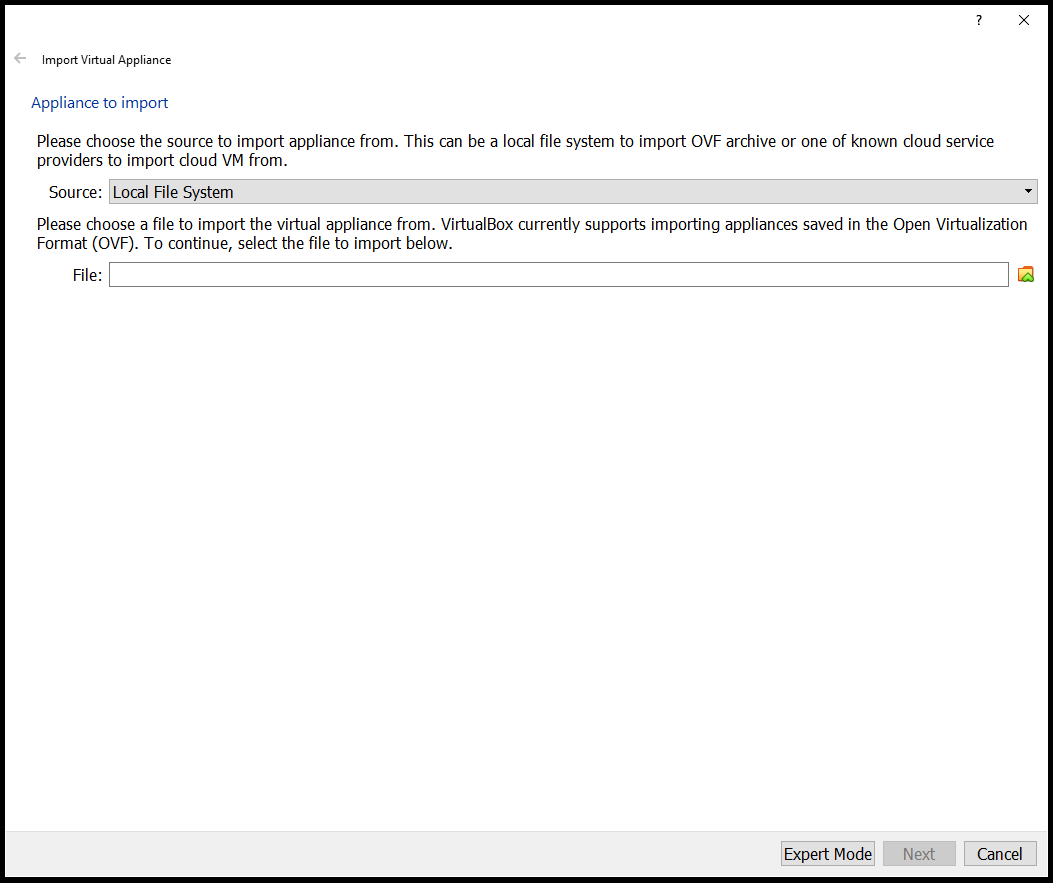 ?
Import Virtual Appliance
Appliance to import
Please choose the source to import appliance from. This can be a local file system to import OVF archive or one of known cloud service
providers to import cloud VM from.
Source: Local File System
Please choose a file to import the virtual appliance from. VirtualBox currently supports importing appliances saved in the Open Virtualization
Format (OVF). To continue, select the file to import below.
File:
Expert Mode Next Cancel